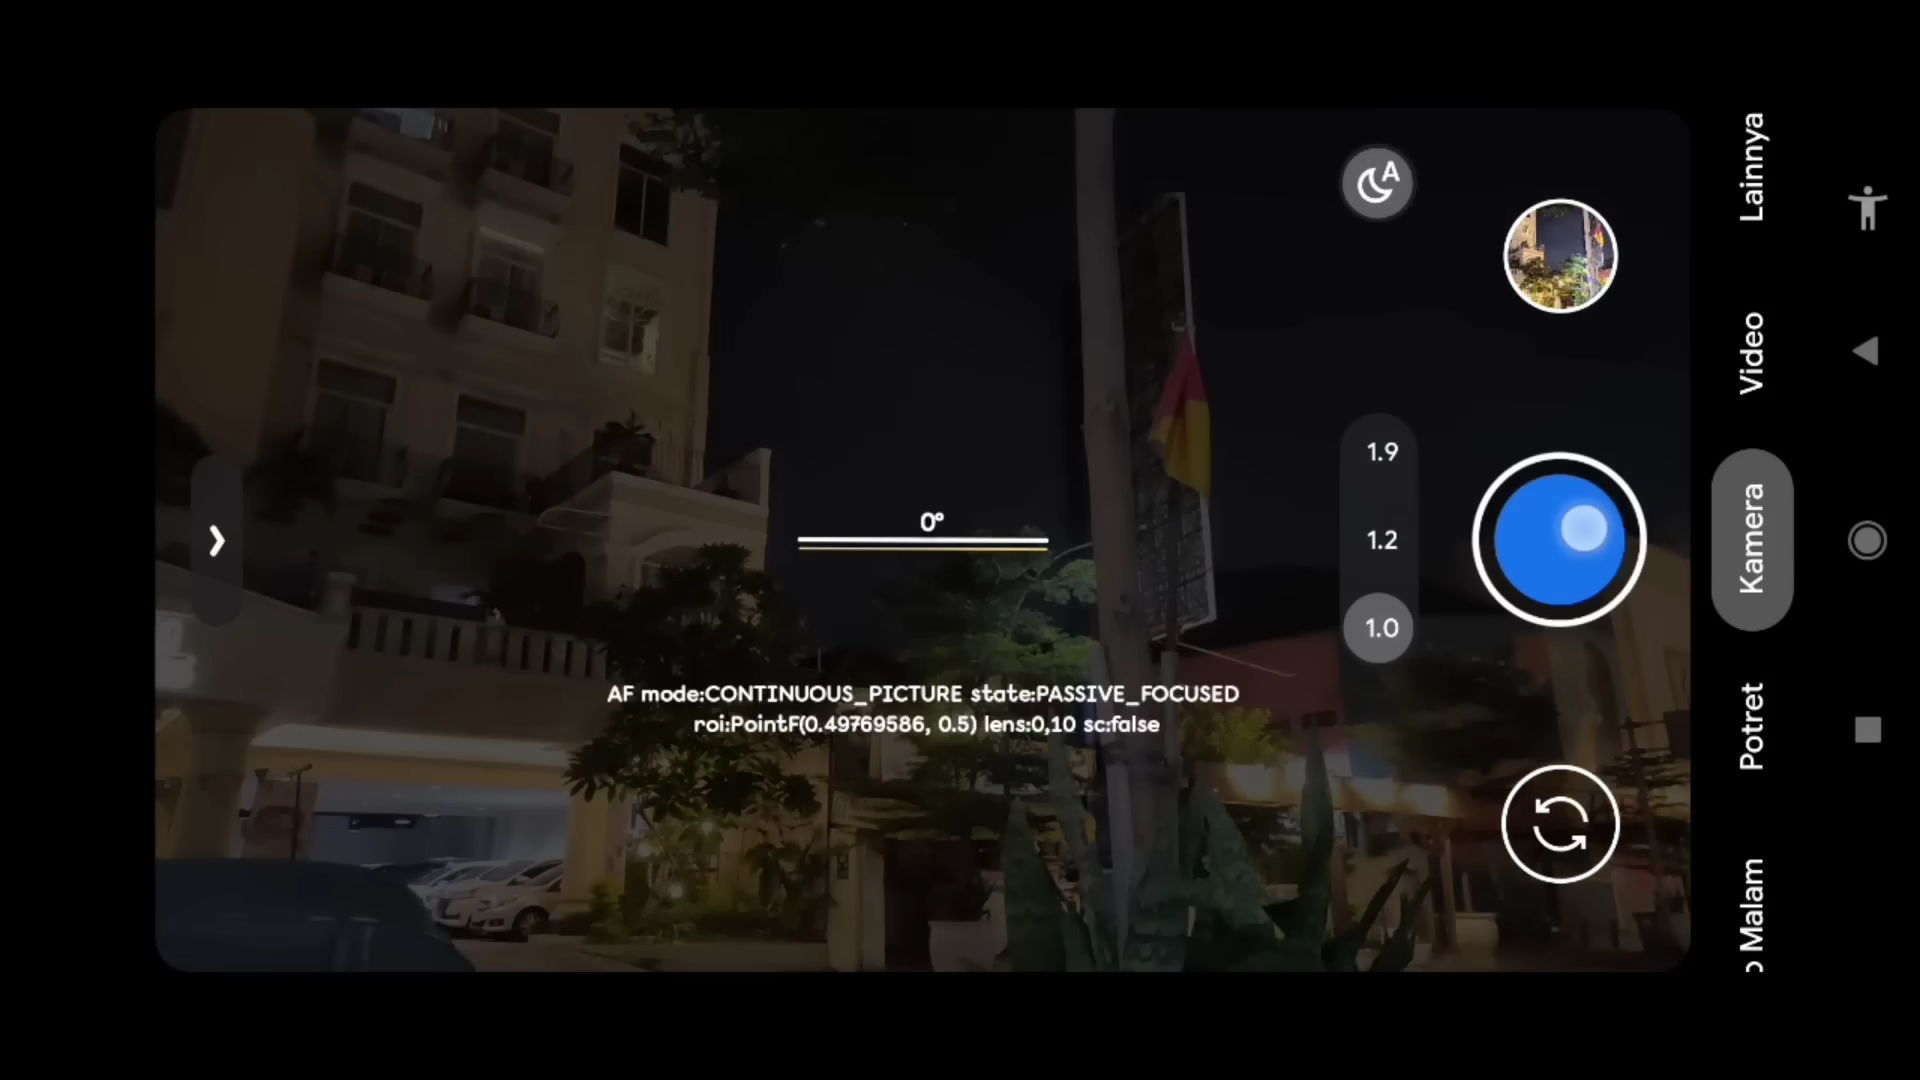 0°
AF mode:CONTINUOUS_PICTURE state:PASSIVE_FOCUSED
roi:PointF(0.49769586, 0.5) lens:0,10 sc:false
A
1.9
1.2
1.0
Lainnya
Video
Kamera
Potret
Malam